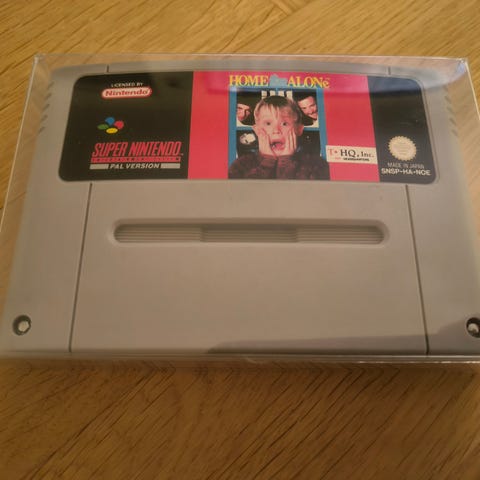 LICENSED BY
Nintendo
SUPER NINTENDO
PAL VERSION
HOME ALONe
T•HQ, Inc.
MADE IN JAPAN
SNSP-HA-NOE